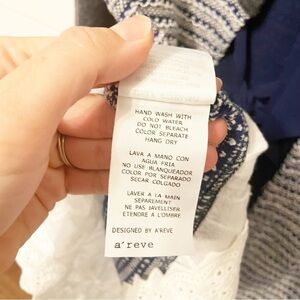 HAND WASH WITH
COLD WATER
DO NOT BLEACH
COLOR SEPARATE
HANG DRY
LAVA A MANO CON
AGUA FRIA
NO USE BLANQUEADOR
COLOR POR SEPARADO
SECAR COLGADO
LAVER A LA MAIN
SEPAREMENT
NE PAS JAVELLISER
ETENDRE A L'OMBRE
DESIGNED BY A'REVE
a'reve